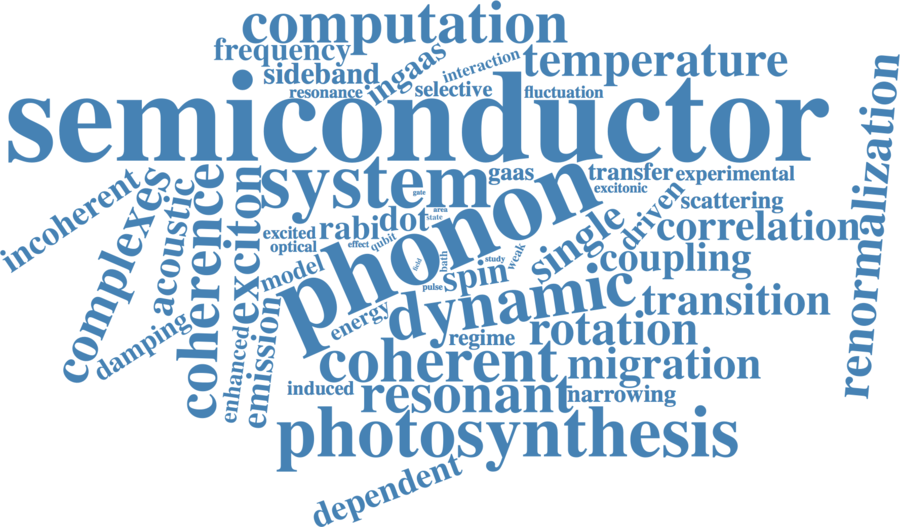 computation
frequency
ingaas
interaction
temperature
sideband
resonance
selective
fluctuation
semiconductor
renormalization
system
gaas
transfer
experimental
gate
excitonic
incoherent
complexes
acoustic
coherence
exciton
phonon
single
driven
scattering
area
state
excited
rabi
dot
correlation
optical
effect
qubit
model
field
bath
spin
study
weak
coupling
pulse
energy
dynamic
transition
damping
enhanced
emission
regime
rotation
coherent
migration
induced
resonant
narrowing
photosynthesis
dependent